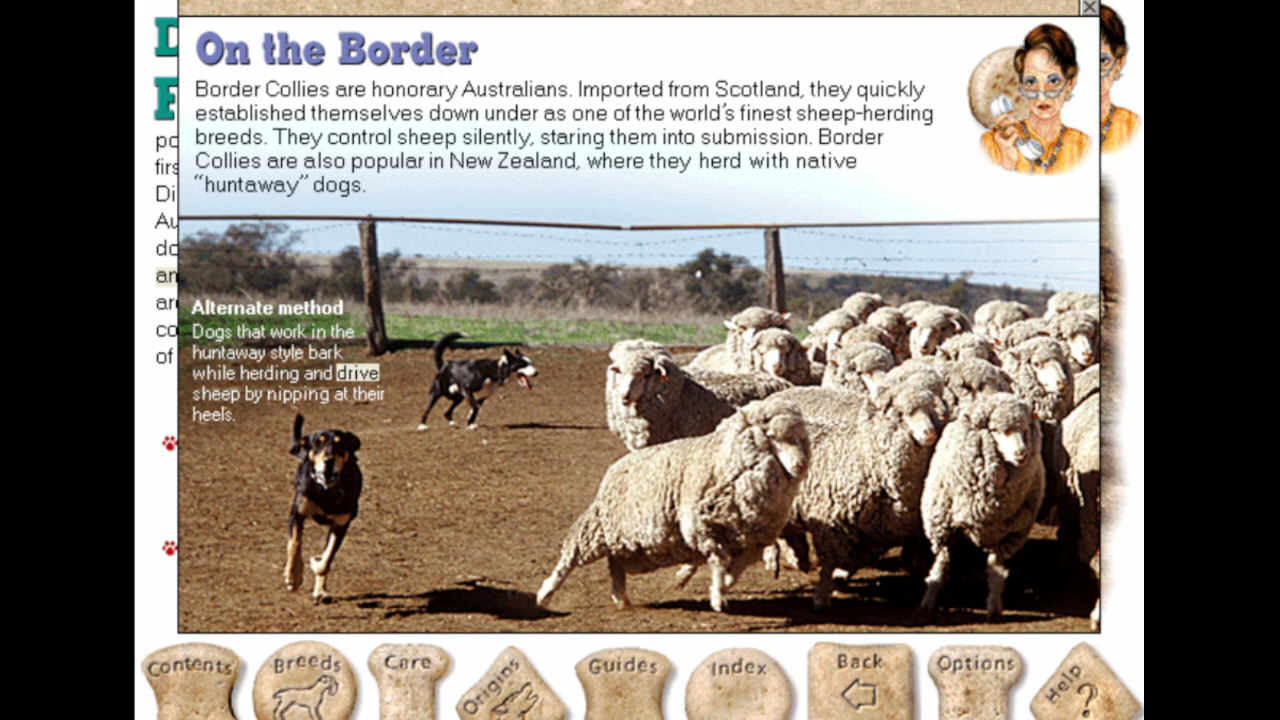 On the Border
Border Collies are honorary Australians. Imported from Scotland, they quickly
established themselves down under as one of the world's finest sheep-herding
breeds. They control sheep silently, staring them into submission. Border
Collies are also popular in New Zealand, where they herd with native
"huntaway" dogs.
Alternate method
Dogs that work in the
huntaway style bark
while herding and drive
sheep by nipping at their
heels.
Contents
Breeds
Care
Origins
Guides
Index
Back
Options
Help
?